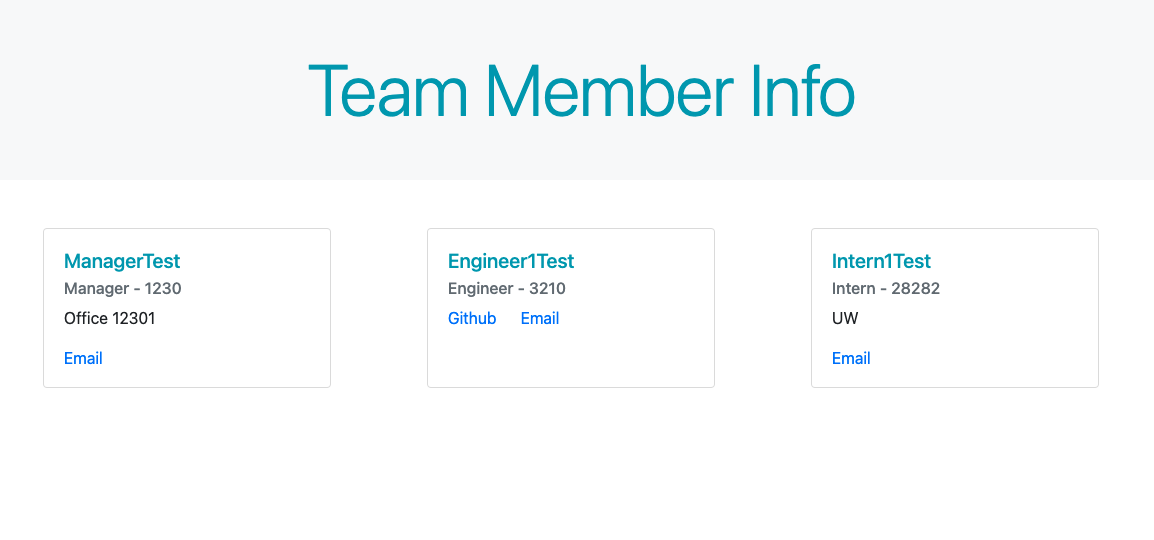 Team Member Info
ManagerTest
Manager - 1230
Office 12301
Email
Engineer1Test
Engineer - 3210
Github Email
Intern1Test
Intern - 28282
UW
Email